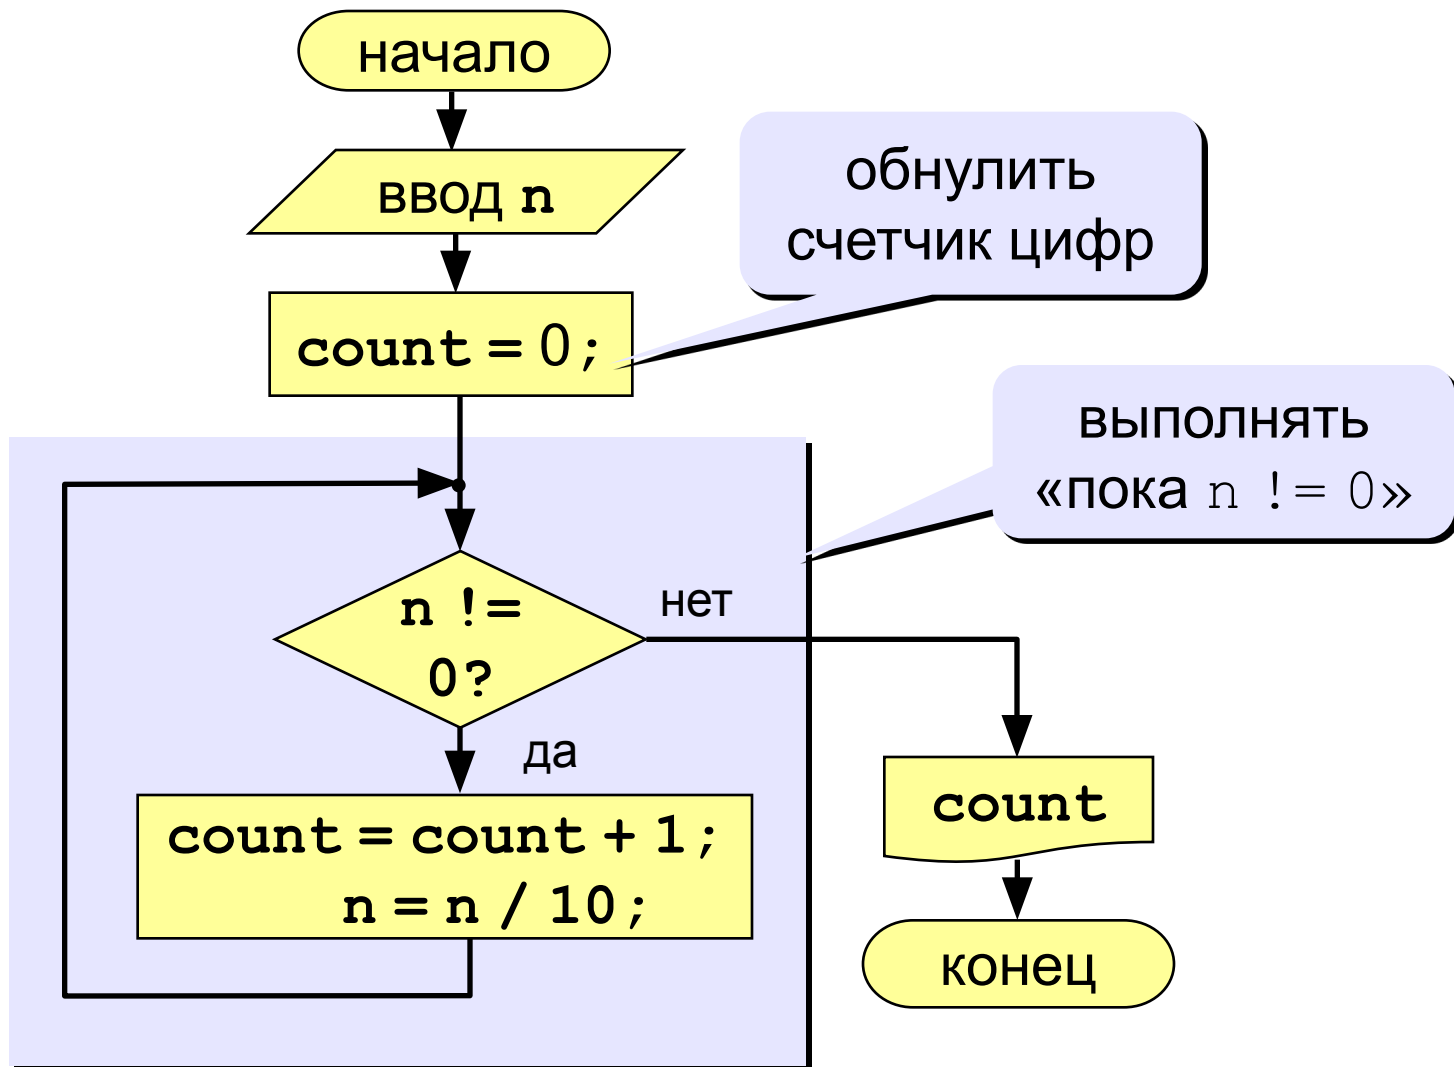 начало
ввод n
обнулить
счетчик цифр
count = 0;
выполнять
«пока n != 0»
n !=
0?
нет
да
count = count + 1;
n = n / 10;
count
конец